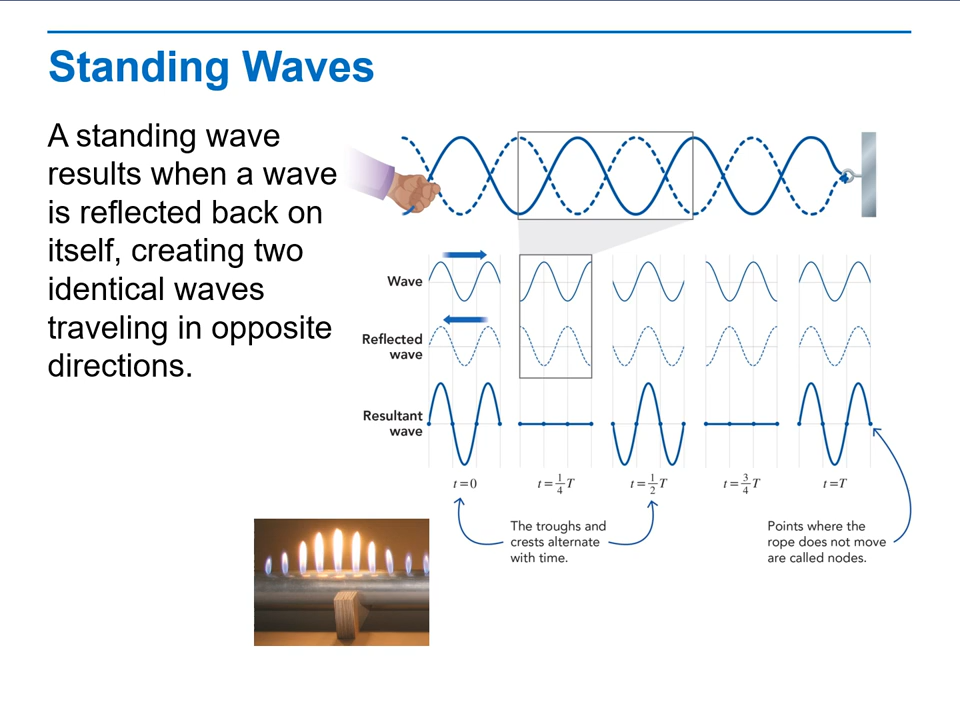 Standing Waves
A standing wave
results when a wave
is reflected back on
itself, creating two
identical waves
traveling in opposite
directions.
Wave
Reflected
wave
Resultant
wave
t=0
t=1/4 T
t=1/2 T
t=3/4 T
t=T
The troughs and
crests alternate
with time.
Points where the
rope does not move
are called nodes.